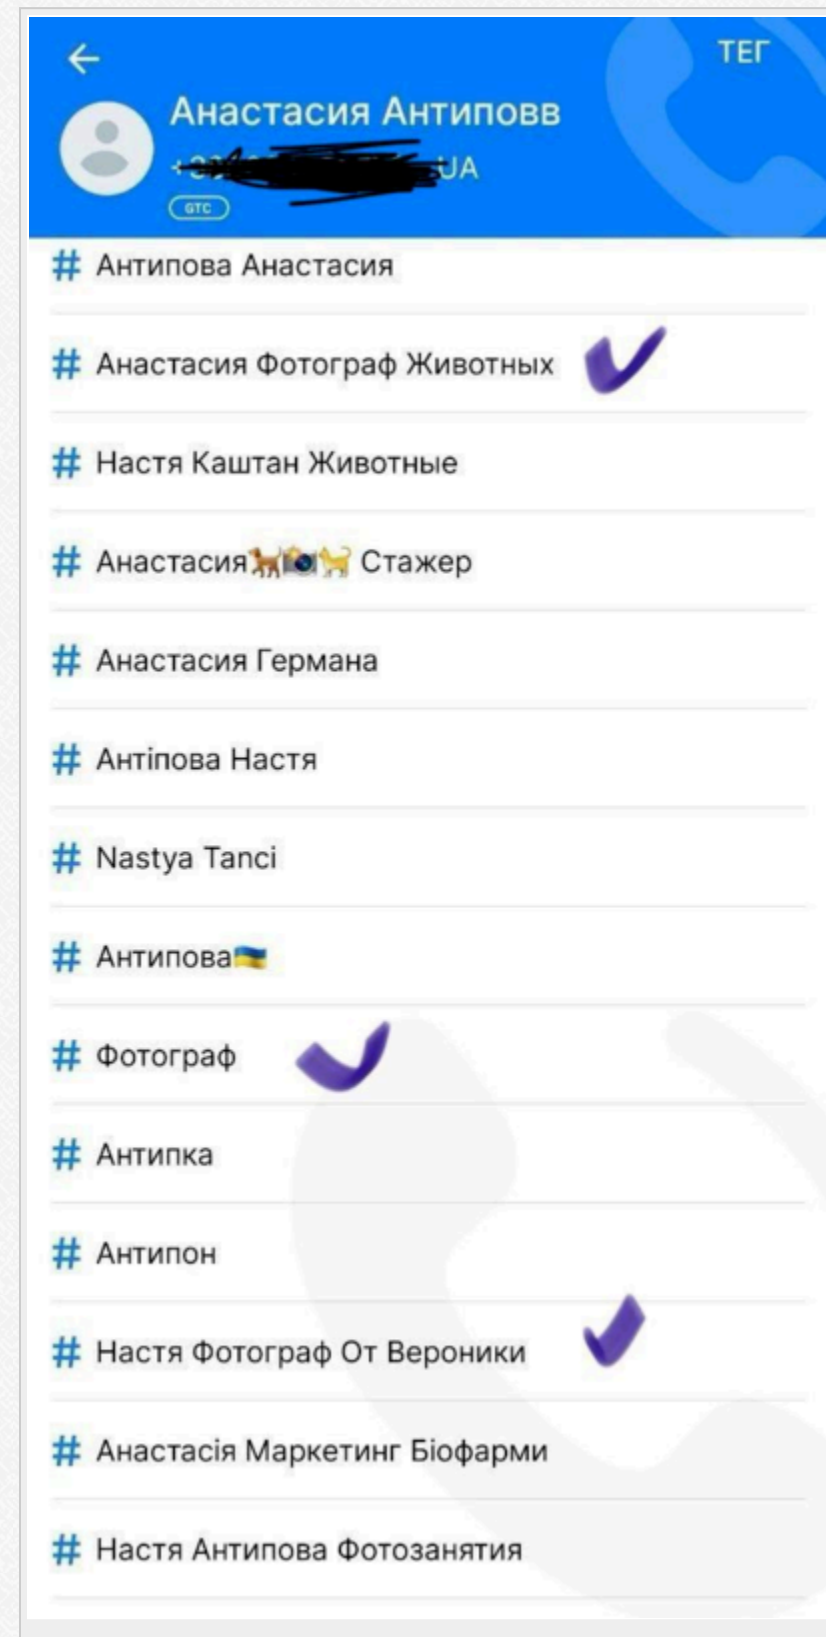 ТЕГ
Анастасия Антиповв
UA
GTC
# Антипова Анастасия
# Анастасия Фотограф Животных
# Настя Каштан Животные
# Анастасия🐕📸🐈 Стажер
# Анастасия Германа
# Антіпова Настя
# Nastya Tanci
# Антипова🇺🇦
# Фотограф
# Антипка
# Антипон
# Настя Фотограф От Вероники
# Анастасія Маркетинг Біофарми
# Настя Антипова Фотозанятия